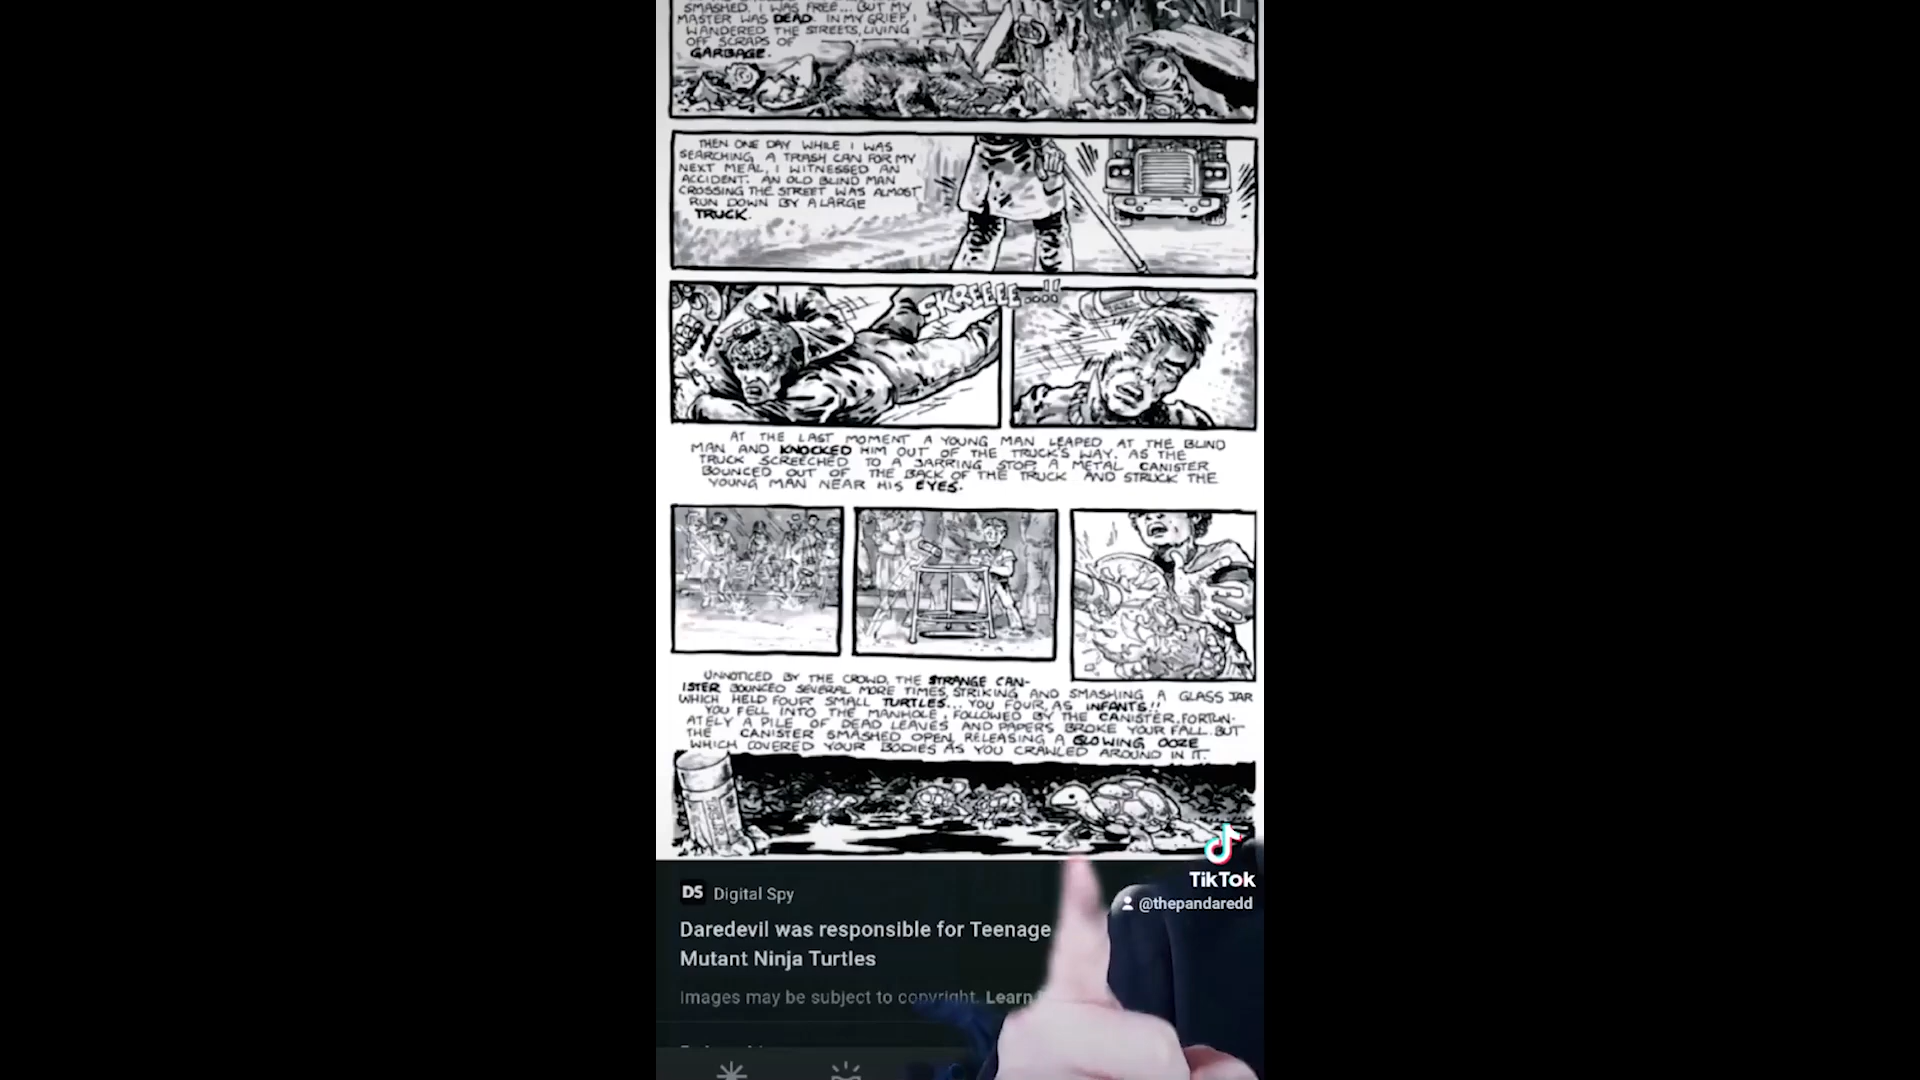 SMASHED. I WAS FREE... BUT MY
MASTER WAS DEAD. IN MY GRIEF, I
WANDERED THE STREETS, LIVING
OFF SCRAPS OF
GARBAGE.
THEN ONE DAY WHILE I WAS
SEARCHING A TRASH CAN FOR MY
NEXT MEAL, I WITNESSED AN
ACCIDENT. AN OLD BLIND MAN
CROSSING THE STREET WAS ALMOST
RUN DOWN BY A LARGE
TRUCK.
SKREEEE...!!
AT THE LAST MOMENT A YOUNG MAN LEAPED AT THE BLIND
MAN AND KNOCKED HIM OUT OF THE TRUCK'S WAY. AS THE
TRUCK SCREECHED TO A JARRING STOP, A METAL CANISTER
BOUNCED OUT OF THE BACK OF THE TRUCK AND STRUCK THE
YOUNG MAN NEAR HIS EYES.
UNNOTICED BY THE CROWD, THE STRANGE CAN-
ISTER BOUNCED SEVERAL MORE TIMES, STRIKING AND SMASHING A GLASS JAR
WHICH HELD FOUR SMALL TURTLES... YOU FOUR, AS INFANTS!!
YOU FELL INTO THE MANHOLE, FOLLOWED BY THE CANISTER. FORTUN-
ATELY A PILE OF DEAD LEAVES AND PAPERS BROKE YOUR FALL. BUT
THE CANISTER SMASHED OPEN, RELEASING A GLOWING OOZE
WHICH COVERED YOUR BODIES AS YOU CRAWLED AROUND IN IT.
TikTok
@thepandaredd
DS Digital Spy
Daredevil was responsible for Teenage
Mutant Ninja Turtles
Images may be subject to copyright. Learn